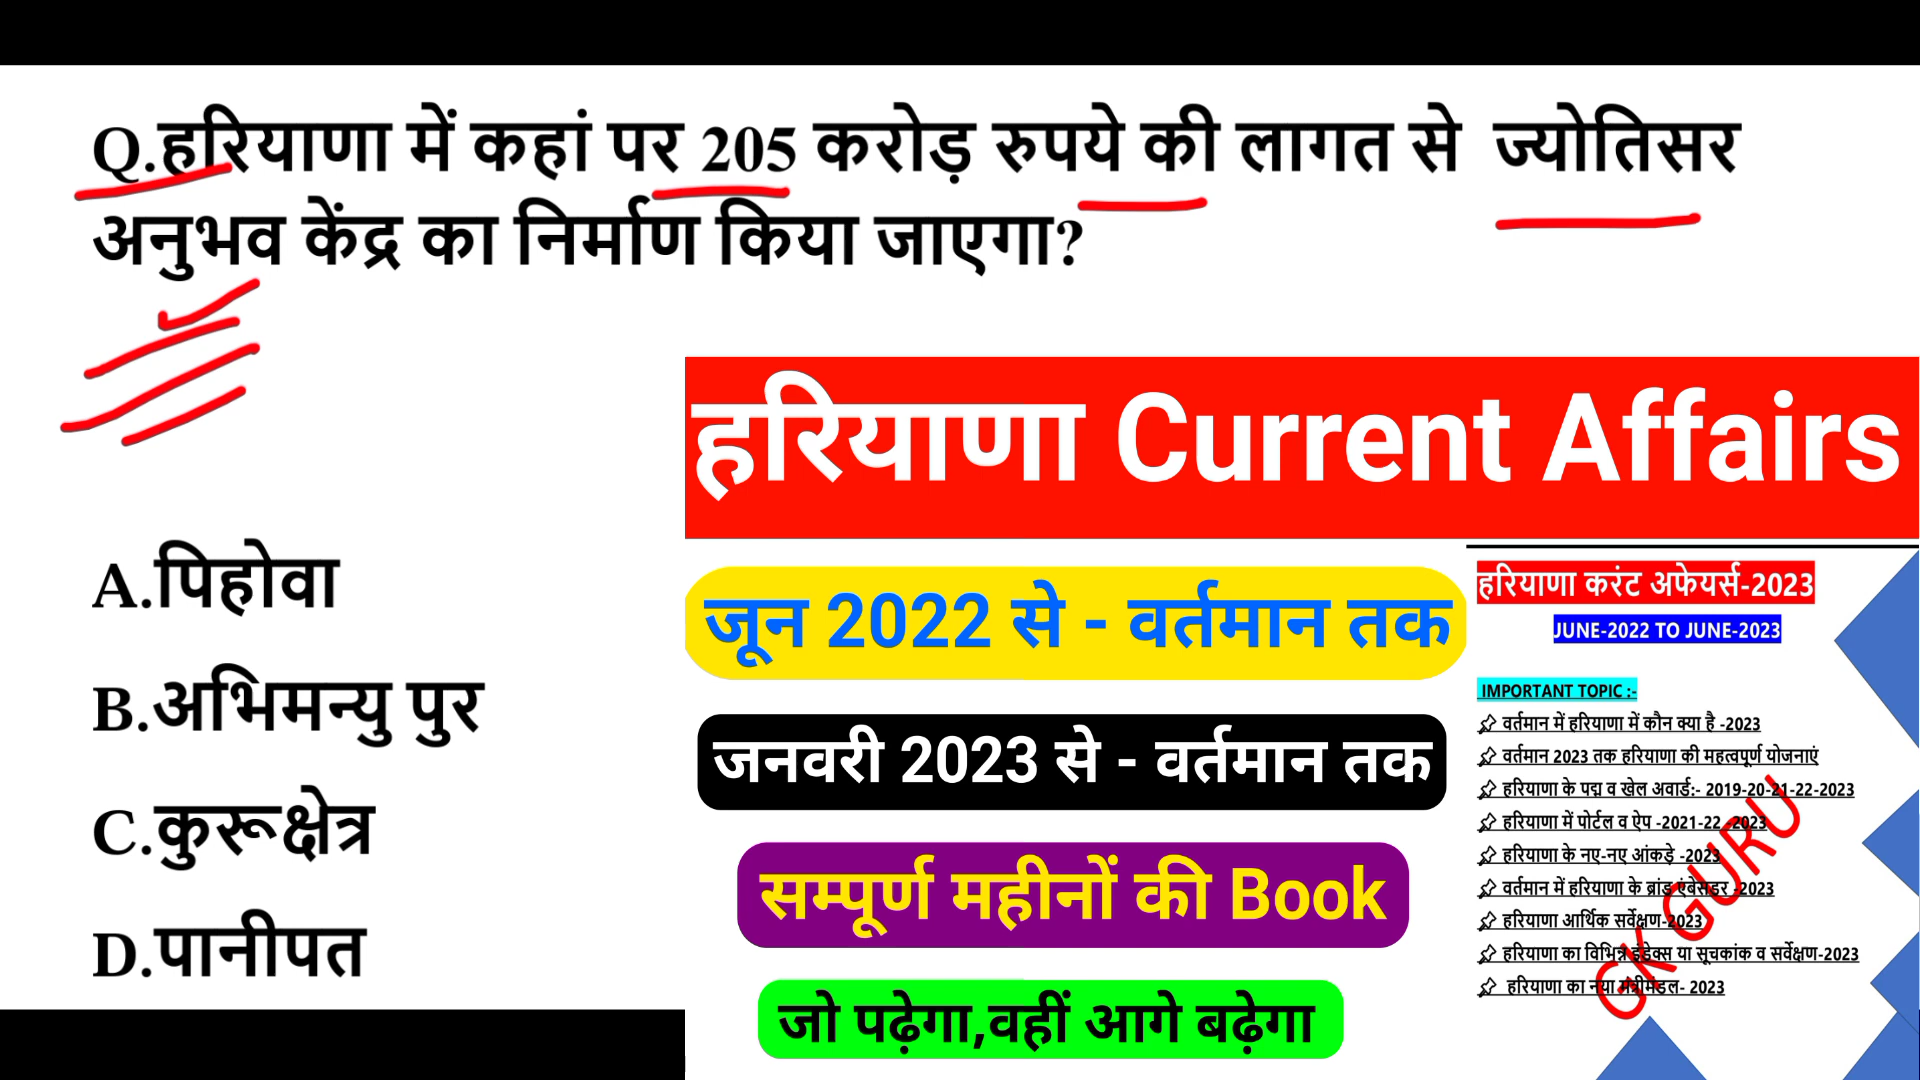 Q.हरियाणा में कहां पर 205 करोड़ रुपये की लागत से ज्योतिसर
अनुभव केंद्र का निर्माण किया जाएगा?
A.पिहोवा
B.अभिमन्यु पुर
C.कुरूक्षेत्र
D.पानीपत
हरियाणा Current Affairs
जून 2022 से - वर्तमान तक
जनवरी 2023 से - वर्तमान तक
सम्पूर्ण महीनों की Book
जो पढ़ेगा,वहीं आगे बढ़ेगा
हरियाणा करंट अफेयर्स-2023
JUNE-2022 TO JUNE-2023
IMPORTANT TOPIC :-
वर्तमान में हरियाणा में कौन क्या है -2023
वर्तमान 2023 तक हरियाणा की महत्वपूर्ण योजनाएं
हरियाणा के पद्म व खेल अवार्ड:- 2019-20-21-22-2023
हरियाणा में पोर्टल व ऐप -2021-22 -2023
हरियाणा के नए-नए आंकड़े -2023
वर्तमान में हरियाणा के ब्रांड एंबेसडर -2023
हरियाणा आर्थिक सर्वेक्षण-2023
हरियाणा का विभिन्न इंडेक्स या सूचकांक व सर्वेक्षण-2023
हरियाणा का नया मंत्रीमंडल- 2023
GK GURU